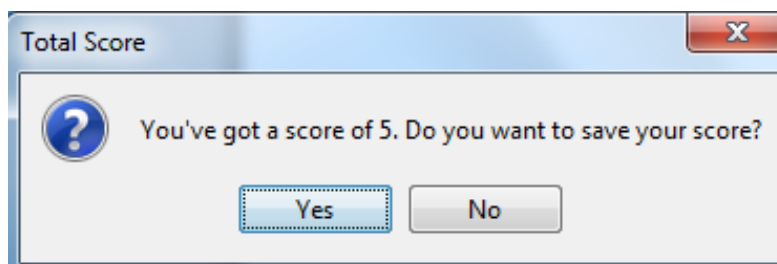 Total Score
You've got a score of 5. Do you want to save your score?
Yes
No